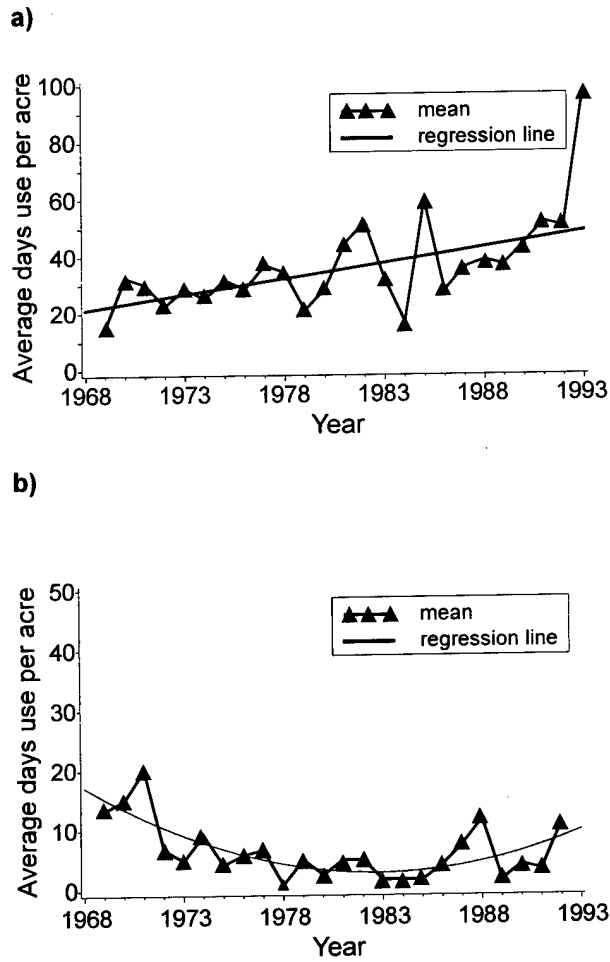 a)
Average days use per acre
100
80
60
40
20
0
mean
regression line
1968 1973 1978 1983 1988 1993
Year
b)
Average days use per acre
50
40
30
20
10
0
mean
regression line
1968 1973 1978 1983 1988 1993
Year